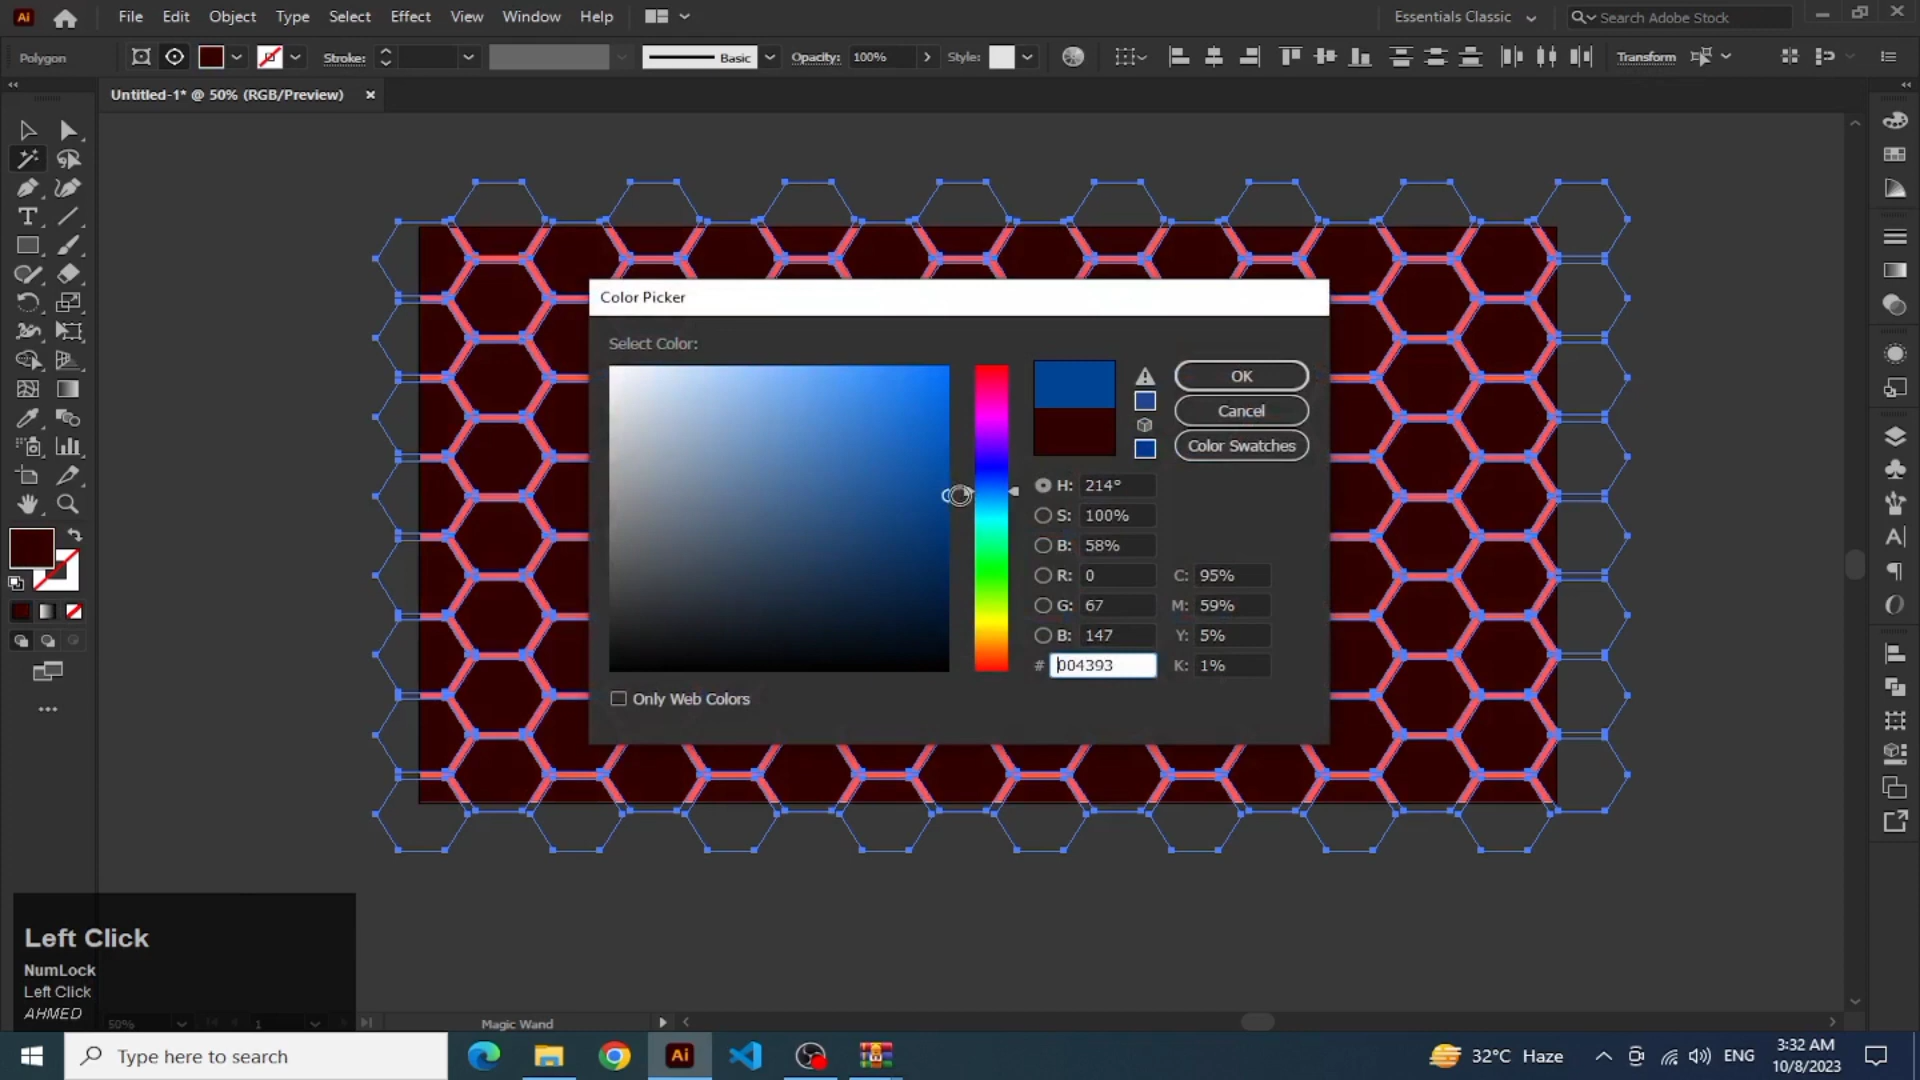 Ai File Edit Object Type Select Effect View Window Help Essentials Classic Search Adobe Stock
Polygon Stroke: Basic Opacity: 100% Style: Transform
Untitled-1* @ 50% (RGB/Preview)
Color Picker
Select Color:
OK
Cancel
Color Swatches
H: 214°
S: 100%
B: 58%
R: 0 C: 95%
G: 67 M: 59%
B: 147 Y: 5%
# 004393 K: 1%
Only Web Colors
Left Click
NumLock
Left Click
AHMED
50% 1 Magic Wand
Type here to search Ai 32°C Haze ENG
3:32 AM
10/8/2023